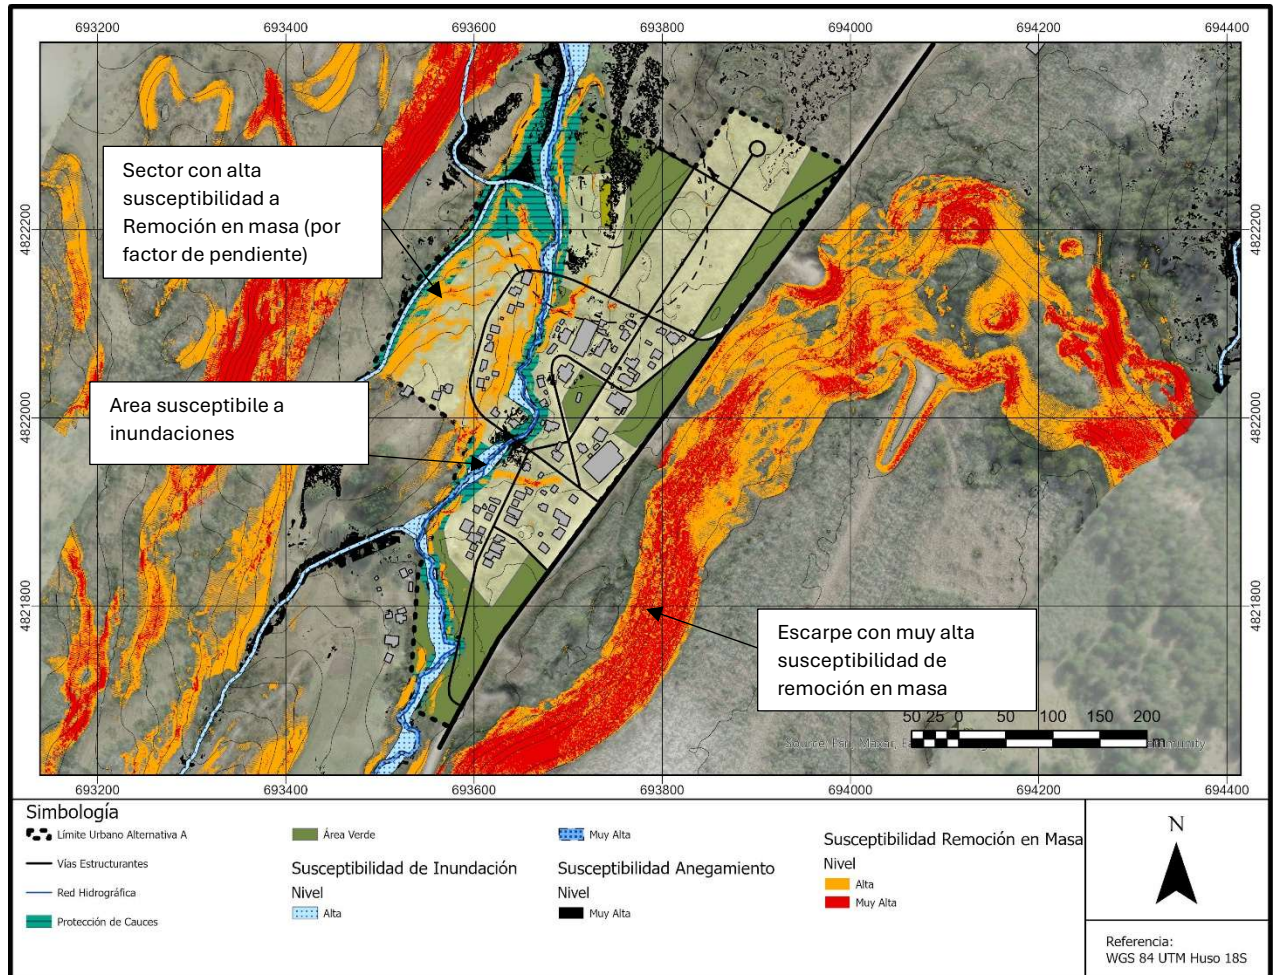 693200 693400 693600 693800 694000 694200 694400
4822200
4822200
Sector con alta
susceptibilidad a
Remoción en masa (por
factor de pendiente)
4822000
4822000
Area susceptibile a
inundaciones
4821800
4821800
Escarpe con muy alta
susceptibilidad de
remoción en masa
50 25 0 50 100 150 200
m
Source: Esri, Maxar,
693200 693400 693600 693800 694000 694200 694400
Simbología
Límite Urbano Alternativa A
Vías Estructurantes
Red Hidrográfica
Protección de Cauces
Área Verde
Susceptibilidad de Inundación
Nivel
Alta
Muy Alta
Susceptibilidad Anegamiento
Nivel
Muy Alta
Susceptibilidad Remoción en Masa
Nivel
Alta
Muy Alta
N
Referencia:
WGS 84 UTM Huso 18S